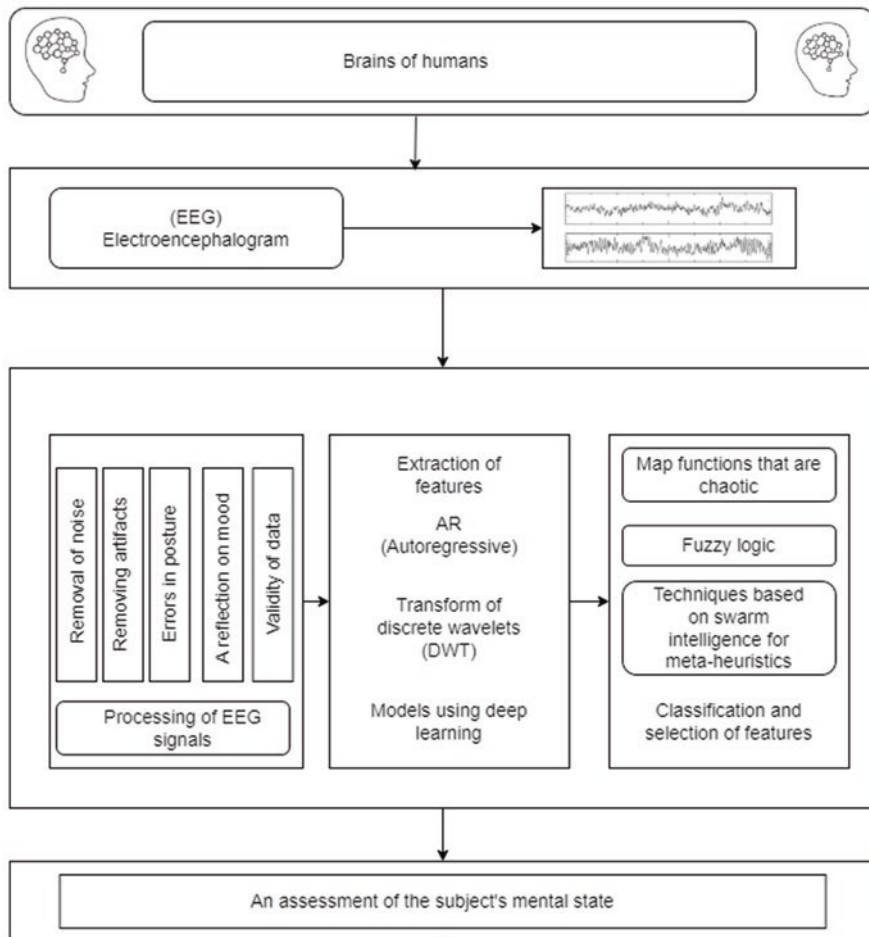 Brains of humans
(EEG)
Electroencephalogram
Removal of noise
Removing artifacts
Errors in posture
A reflection on mood
Validity of data
Processing of EEG
signals
Extraction of
features
AR
(Autoregressive)
Transform of
discrete wavelets
(DWT)
Models using deep
learning
Map functions that are
chaotic
Fuzzy logic
Techniques based
on swarm
intelligence for
meta-heuristics
Classification and
selection of features
An assessment of the subject's mental state